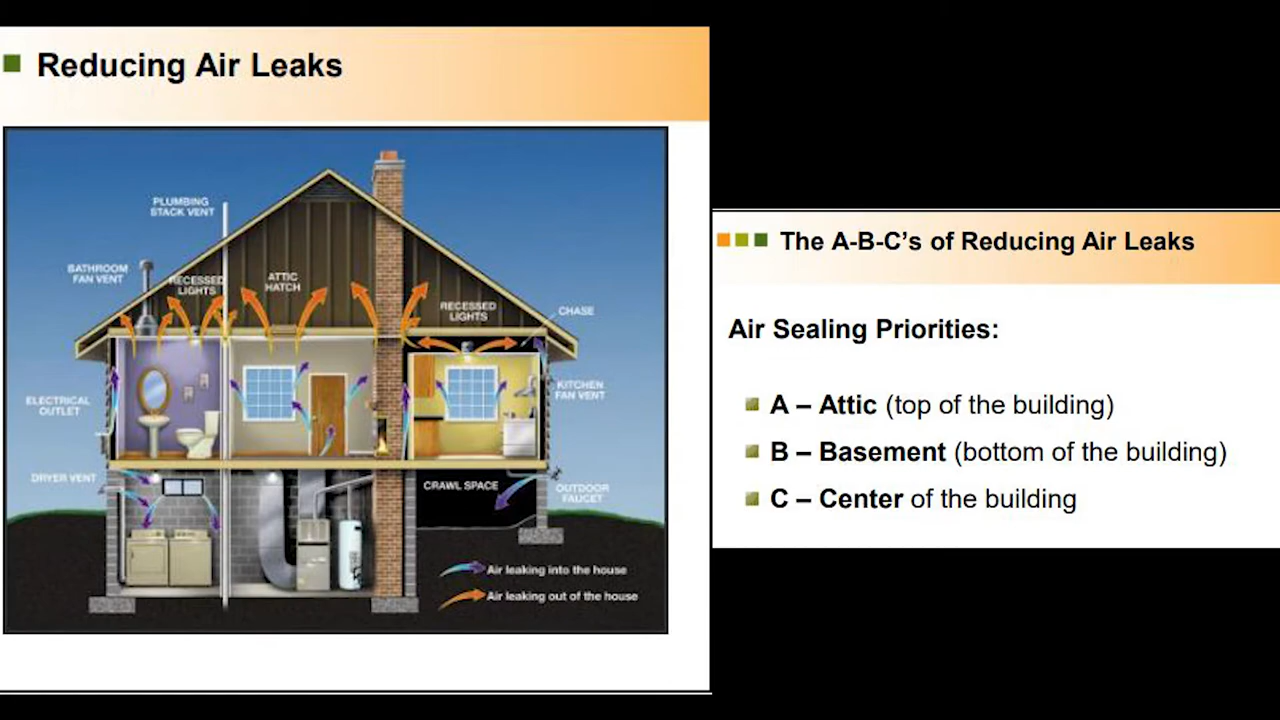 Reducing Air Leaks
PLUMBING
STACK VENT
BATHROOM
FAN VENT
RECESSED
LIGHTS
ATTIC
HATCH
RECESSED
LIGHTS
CHASE
ELECTRICAL
OUTLET
KITCHEN
FAN VENT
DRYER VENT
CRAWL SPACE
OUTDOOR
FAUCET
Air leaking into the house
Air leaking out of the house
The A-B-C’s of Reducing Air Leaks
Air Sealing Priorities:
A – Attic (top of the building)
B – Basement (bottom of the building)
C – Center of the building